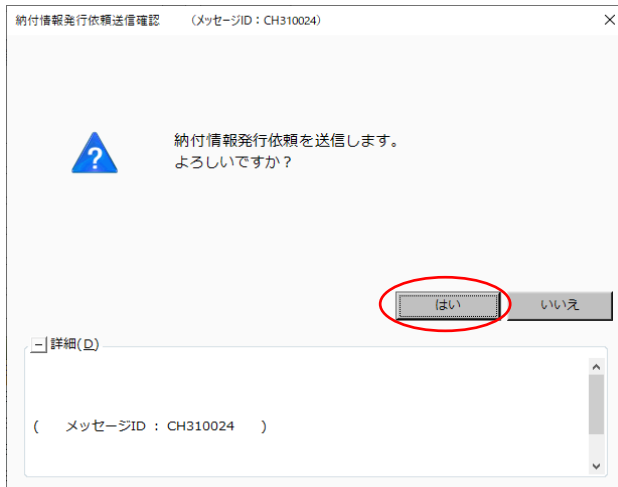 納付情報発行依頼送信確認　　（メッセージID：CH310024）
納付情報発行依頼を送信します。
よろしいですか？
はい　いいえ
詳細(D)
(　メッセージID : CH310024　)